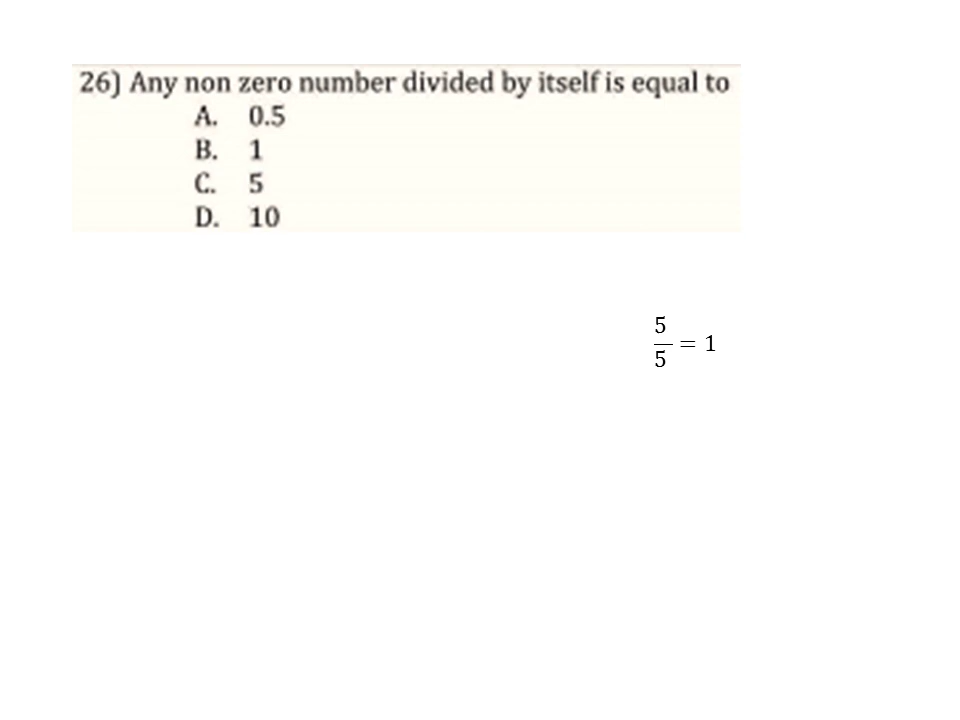 26) Any non zero number divided by itself is equal to
A. 0.5
B. 1
C. 5
D. 10
5/5 = 1